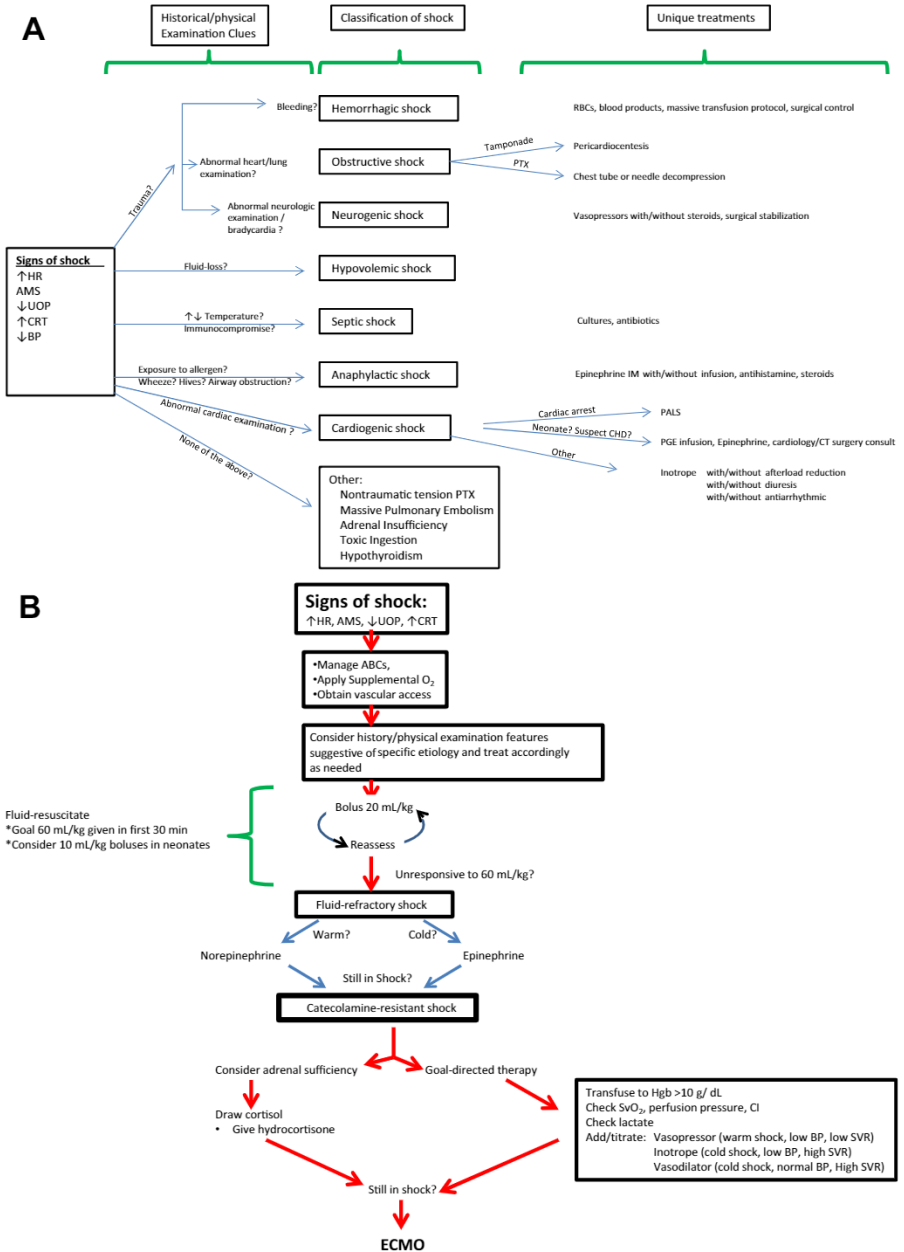 A
Historical/physical
Examination Clues
Classification of shock
Unique treatments
Bleeding?
Hemorrhagic shock
RBCs, blood products, massive transfusion protocol, surgical control
Trauma?
Abnormal heart/lung
examination?
Obstructive shock
Tamponade
Pericardiocentesis
PTX
Chest tube or needle decompression
Abnormal neurologic
examination /
bradycardia ?
Neurogenic shock
Vasopressors with/without steroids, surgical stabilization
Signs of shock
↑HR
AMS
↓UOP
↑CRT
↓BP
Fluid-loss?
Hypovolemic shock
↑↓ Temperature?
Immunocompromise?
Septic shock
Cultures, antibiotics
Exposure to allergen?
Wheeze? Hives? Airway obstruction?
Anaphylactic shock
Epinephrine IM with/without infusion, antihistamine, steroids
Abnormal cardiac examination ?
Cardiogenic shock
Cardiac arrest
PALS
Neonate? Suspect CHD?
PGE infusion, Epinephrine, cardiology/CT surgery consult
Other
Inotrope with/without afterload reduction
with/without diuresis
with/without antiarrhythmic
None of the above?
Other:
Nontraumatic tension PTX
Massive Pulmonary Embolism
Adrenal Insufficiency
Toxic Ingestion
Hypothyroidism
B
Signs of shock:
↑HR, AMS, ↓UOP, ↑CRT
•Manage ABCs,
•Apply Supplemental O₂
•Obtain vascular access
Consider history/physical examination features
suggestive of specific etiology and treat accordingly
as needed
Fluid-resuscitate
*Goal 60 mL/kg given in first 30 min
*Consider 10 mL/kg boluses in neonates
Bolus 20 mL/kg
Reassess
Unresponsive to 60 mL/kg?
Fluid-refractory shock
Warm?
Cold?
Norepinephrine
Epinephrine
Still in Shock?
Catecolamine-resistant shock
Consider adrenal sufficiency
Goal-directed therapy
Draw cortisol
• Give hydrocortisone
Transfuse to Hgb >10 g/ dL
Check SvO₂, perfusion pressure, CI
Check lactate
Add/titrate: Vasopressor (warm shock, low BP, low SVR)
Inotrope (cold shock, low BP, high SVR)
Vasodilator (cold shock, normal BP, High SVR)
Still in shock?
ECMO